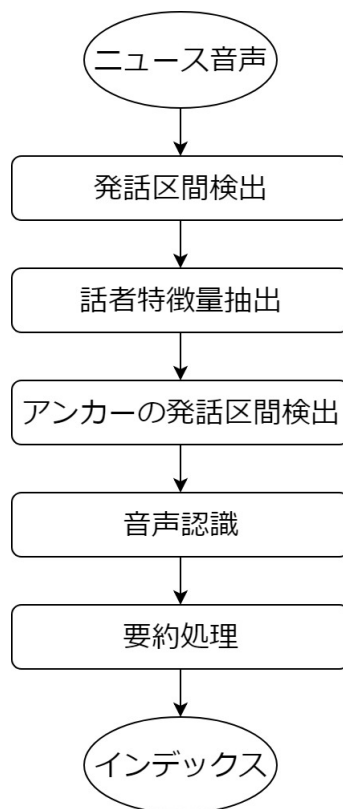 ニュース音声
発話区間検出
話者特徴量抽出
アンカーの発話区間検出
音声認識
要約処理
インデックス